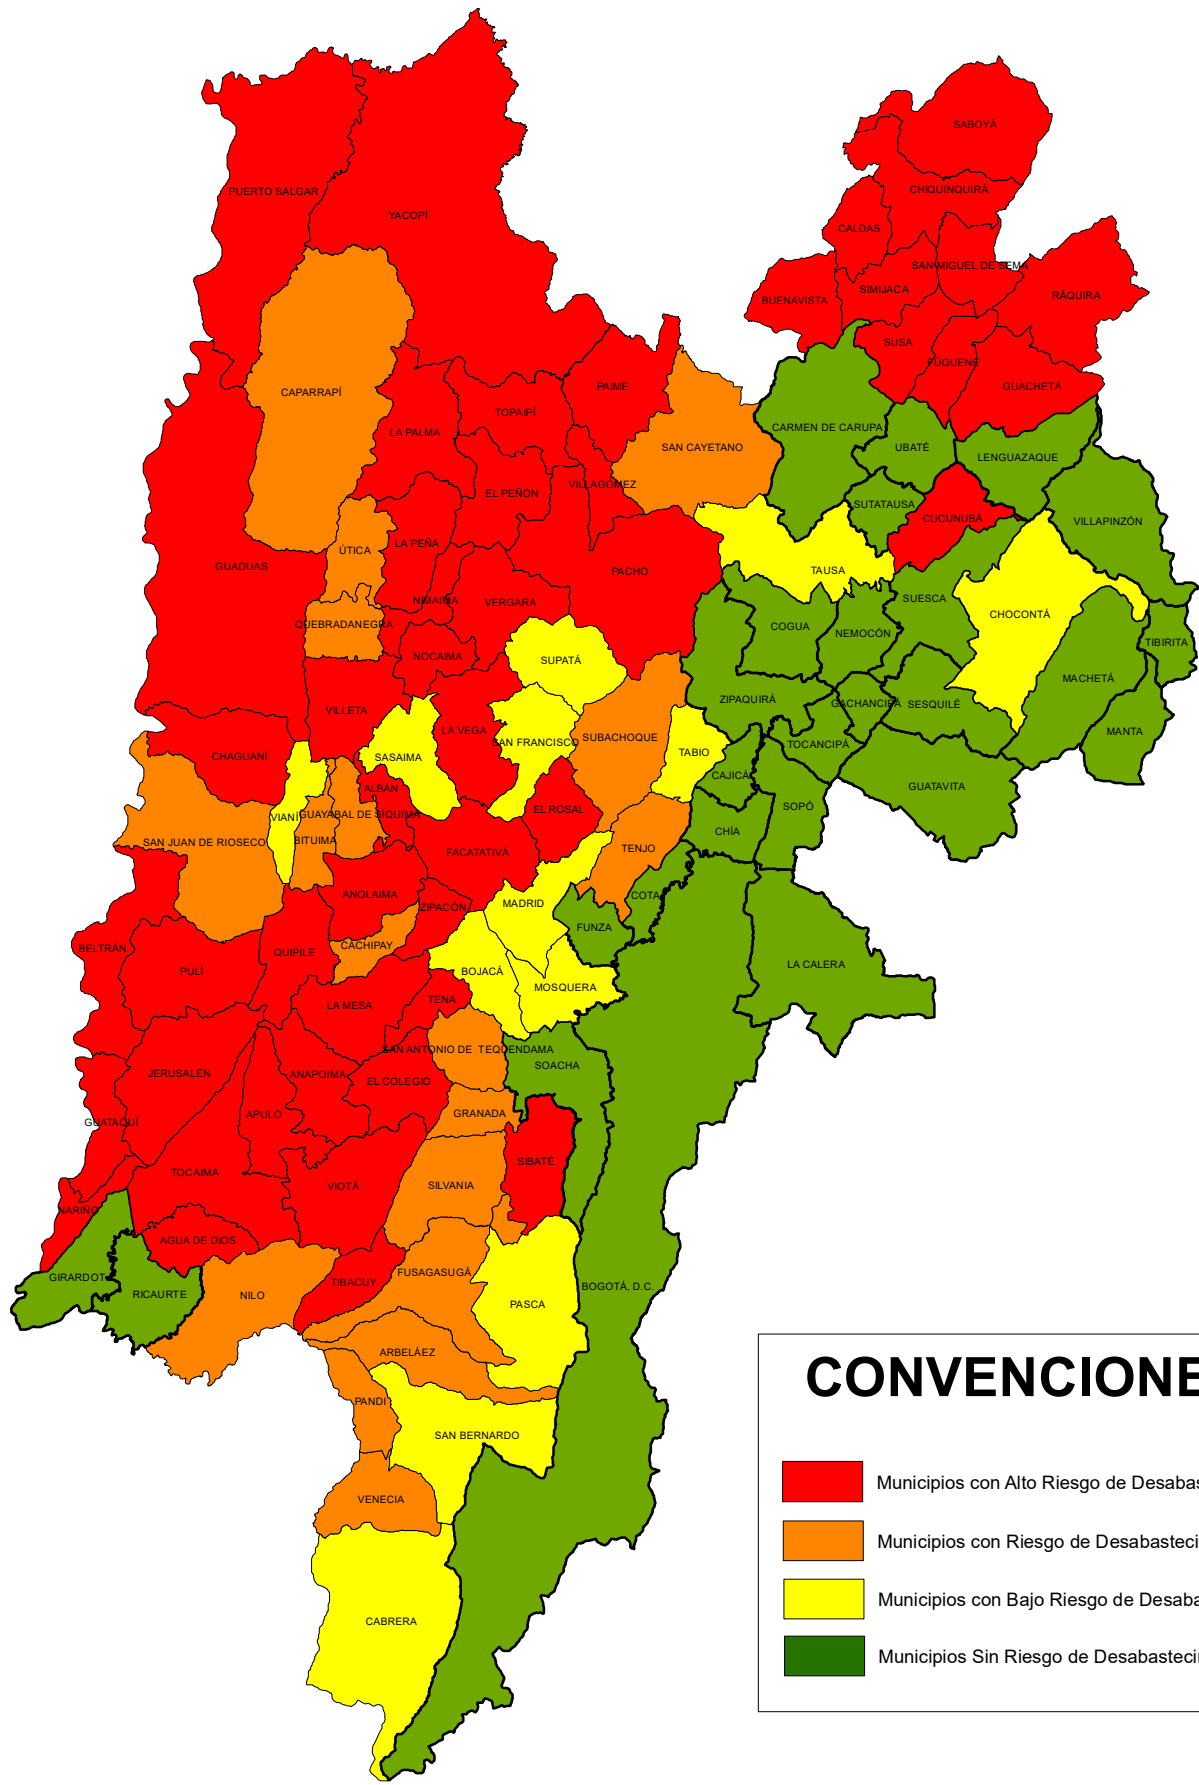 SABOYÁ
PUERTO SALGAR
CHIQUINQUIRÁ
YACOPÍ
CALDAS
SAN MIGUEL DE SEMA
SIMIJACA
RÁQUIRA
BUENAVISTA
SUSA
FÚQUENE
PAIME
GUACHETÁ
CAPARRAPÍ
TOPAIPÍ
CARMEN DE CARUPA
LA PALMA
SAN CAYETANO
UBATÉ
LENGUAZAQUE
VILLAGÓMEZ
EL PEÑÓN
SUTATAUSA
CUCUNUBÁ
VILLAPINZÓN
LA PEÑA
ÚTICA
GUADUAS
PACHO
TAUSA
NIMAIMA
VERGARA
SUESCA
CHOCONTÁ
QUEBRADANEGRA
COGUA
NEMOCÓN
TIBIRITA
NOCAIMA
SUPATÁ
MACHETÁ
ZIPAQUIRÁ
GACHANCIPÁ
SESQUILÉ
VILLETA
LA VEGA
SAN FRANCISCO
SUBACHOQUE
MANTA
TOCANCIPÁ
TABIO
CHAGUANÍ
SASAIMA
CAJICÁ
ALBÁN
GUATAVITA
EL ROSAL
SOPÓ
VIANÍ
GUAYABAL DE SÍQUIMA
CHÍA
SAN JUAN DE RIOSECO
BITUIMA
TENJO
FACATATIVÁ
ANOLAIMA
COTA
MADRID
ZIPACÓN
FUNZA
BELTRÁN
CACHIPAY
QUIPILE
LA CALERA
PULÍ
BOJACÁ
MOSQUERA
TENA
LA MESA
SAN ANTONIO DE TEQUENDAMA
SOACHA
JERUSALÉN
ANAPOIMA
EL COLEGIO
APULO
GRANADA
GUATAQUÍ
SIBATÉ
TOCAIMA
VIOTÁ
SILVANIA
NARIÑO
AGUA DE DIOS
FUSAGASUGÁ
GIRARDOT
TIBACUY
BOGOTÁ, D.C.
RICAURTE
NILO
PASCA
ARBELÁEZ
CONVENCIONE
PANDI
SAN BERNARDO
Municipios con Alto Riesgo de Desabas
VENECIA
Municipios con Riesgo de Desabasteci
Municipios con Bajo Riesgo de Desaba
CABRERA
Municipios Sin Riesgo de Desabasteci